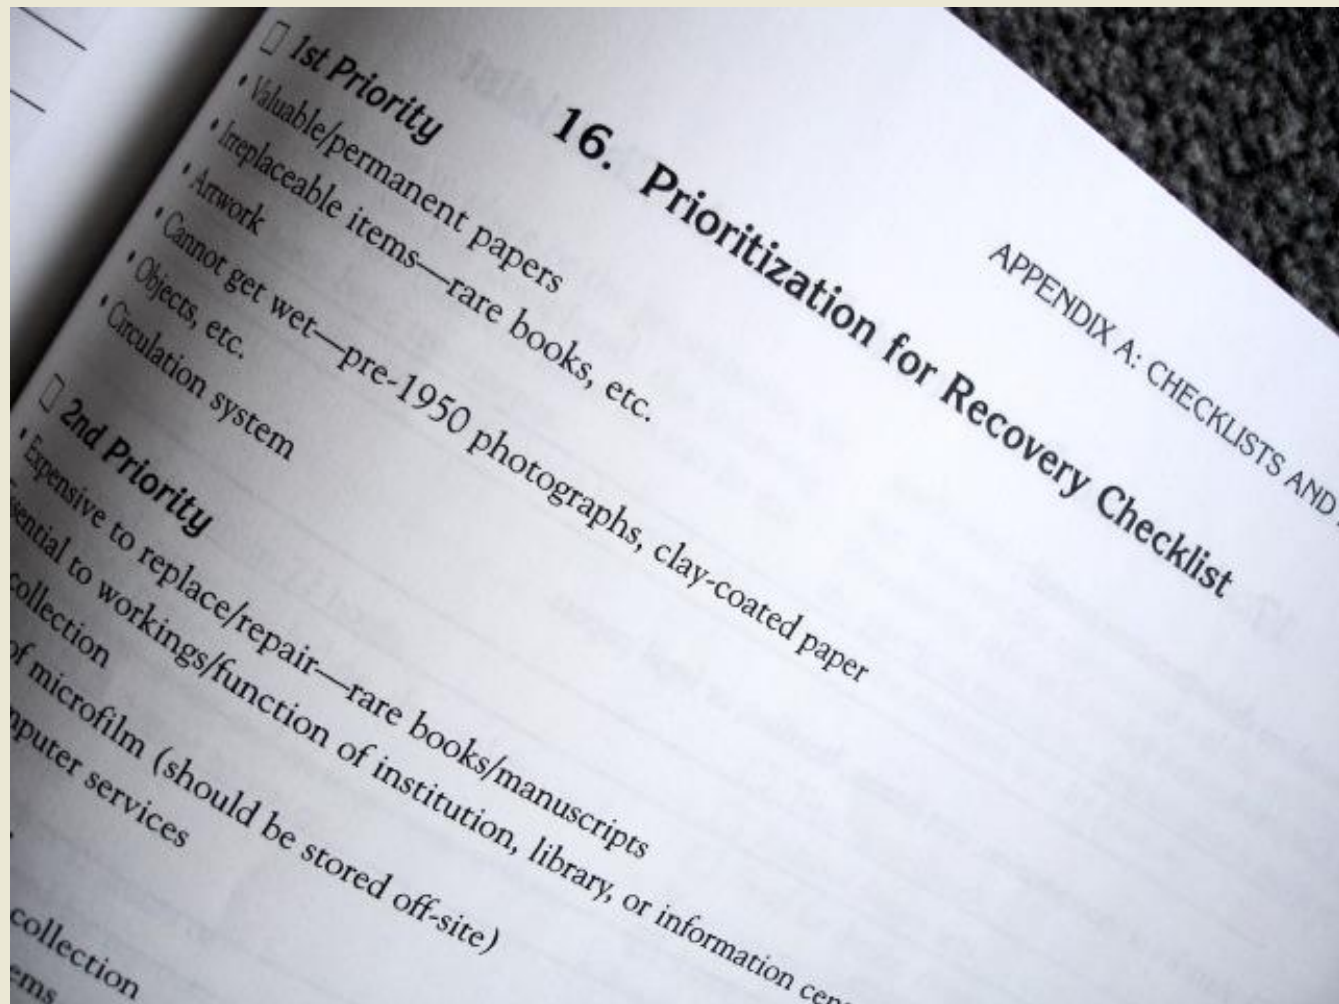 APPENDIX A: CHECKLISTS AND
16. Prioritization for Recovery Checklist
1st Priority
• Valuable/permanent papers
• Irreplaceable items—rare books, etc.
• Artwork
• Cannot get wet—pre-1950 photographs, clay-coated paper
• Objects, etc.
• Circulation system
2nd Priority
• Expensive to replace/repair—rare books/manuscripts
to workings/function of institution, library, or information
collection
of microfilm (should be stored off-site)
services
collection